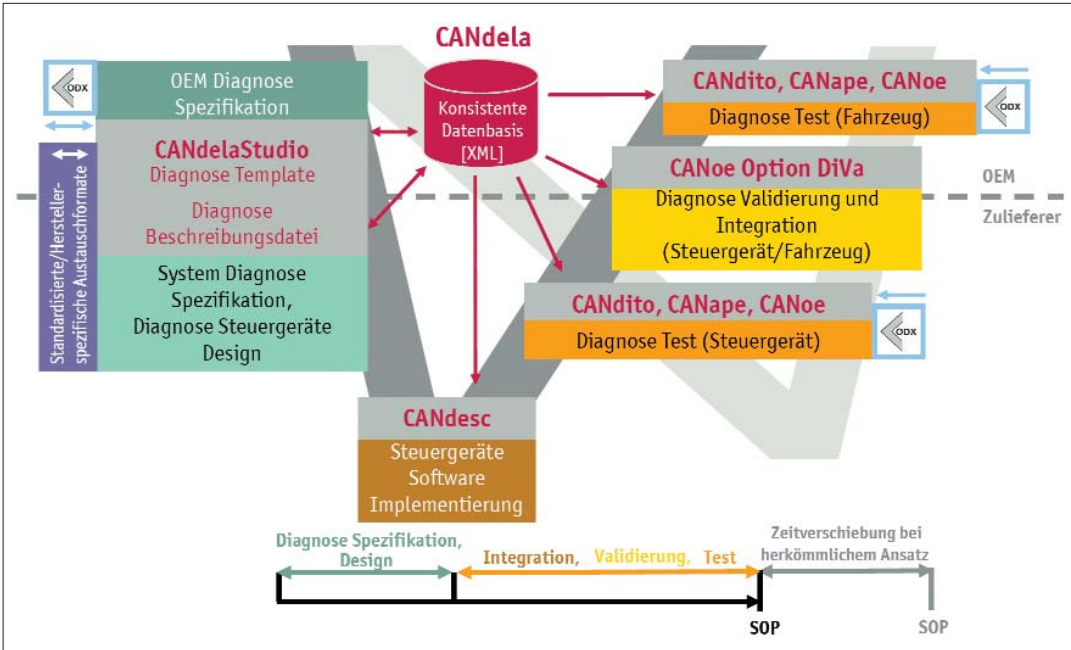 CANdela
Konsistente
Datenbasis
[XML]
ODX
OEM Diagnose
Spezifikation
CANdelaStudio
Diagnose Template
Diagnose
Beschreibungsdatei
System Diagnose
Spezifikation,
Diagnose Steuergeräte
Design
Standardisierte/Hersteller-
spezifische Austauschformate
CANdito, CANape, CANoe
Diagnose Test (Fahrzeug)
ODX
CANoe Option DiVa
Diagnose Validierung und
Integration
(Steuergerät/Fahrzeug)
OEM
Zulieferer
CANdito, CANape, CANoe
Diagnose Test (Steuergerät)
ODX
CANdesc
Steuergeräte
Software
Implementierung
Diagnose Spezifikation,
Design
Integration, Validierung, Test
Zeitverschiebung bei
herkömmlichem Ansatz
SOP
SOP